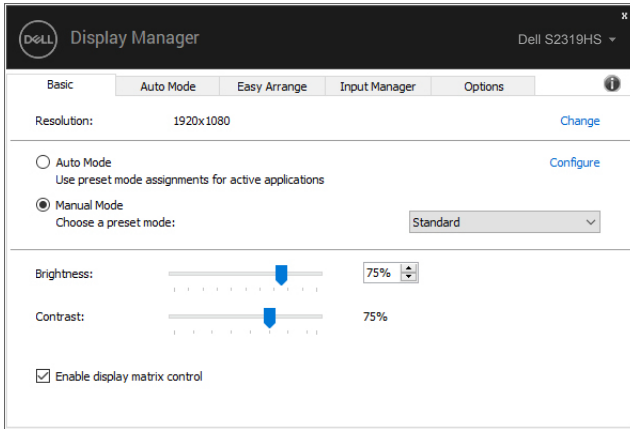 DELL Display Manager
Dell S2319HS
x
Basic Auto Mode Easy Arrange Input Manager Options
Resolution: 1920x1080 Change
Auto Mode Configure
Use preset mode assignments for active applications
Manual Mode
Choose a preset mode: Standard
Brightness: 75%
Contrast: 75%
Enable display matrix control